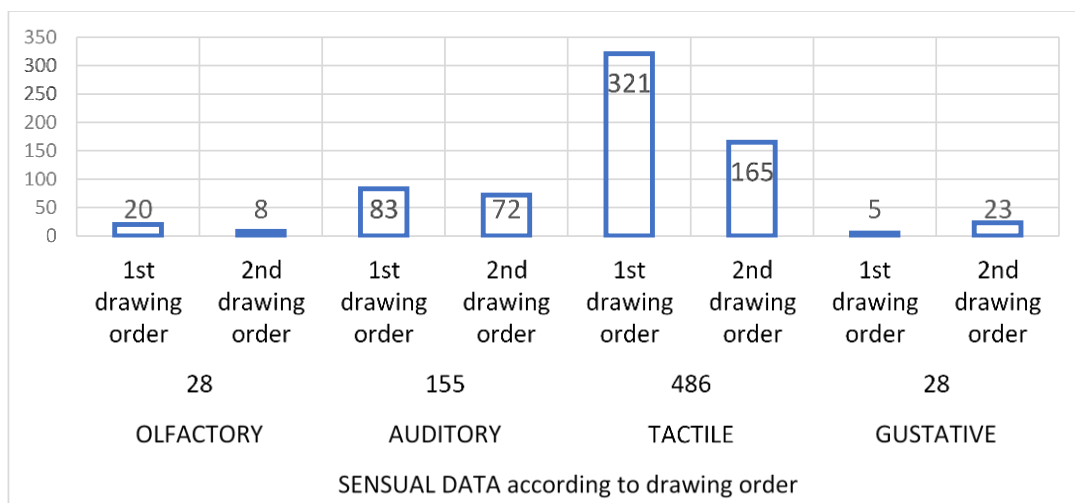 350
300
250
200
150
100
50
0
20 8 83 72 321 165 5 23
1st drawing order 2nd drawing order 1st drawing order 2nd drawing order 1st drawing order 2nd drawing order 1st drawing order 2nd drawing order
28 155 486 28
OLFACTORY AUDITORY TACTILE GUSTATIVE
SENSUAL DATA according to drawing order